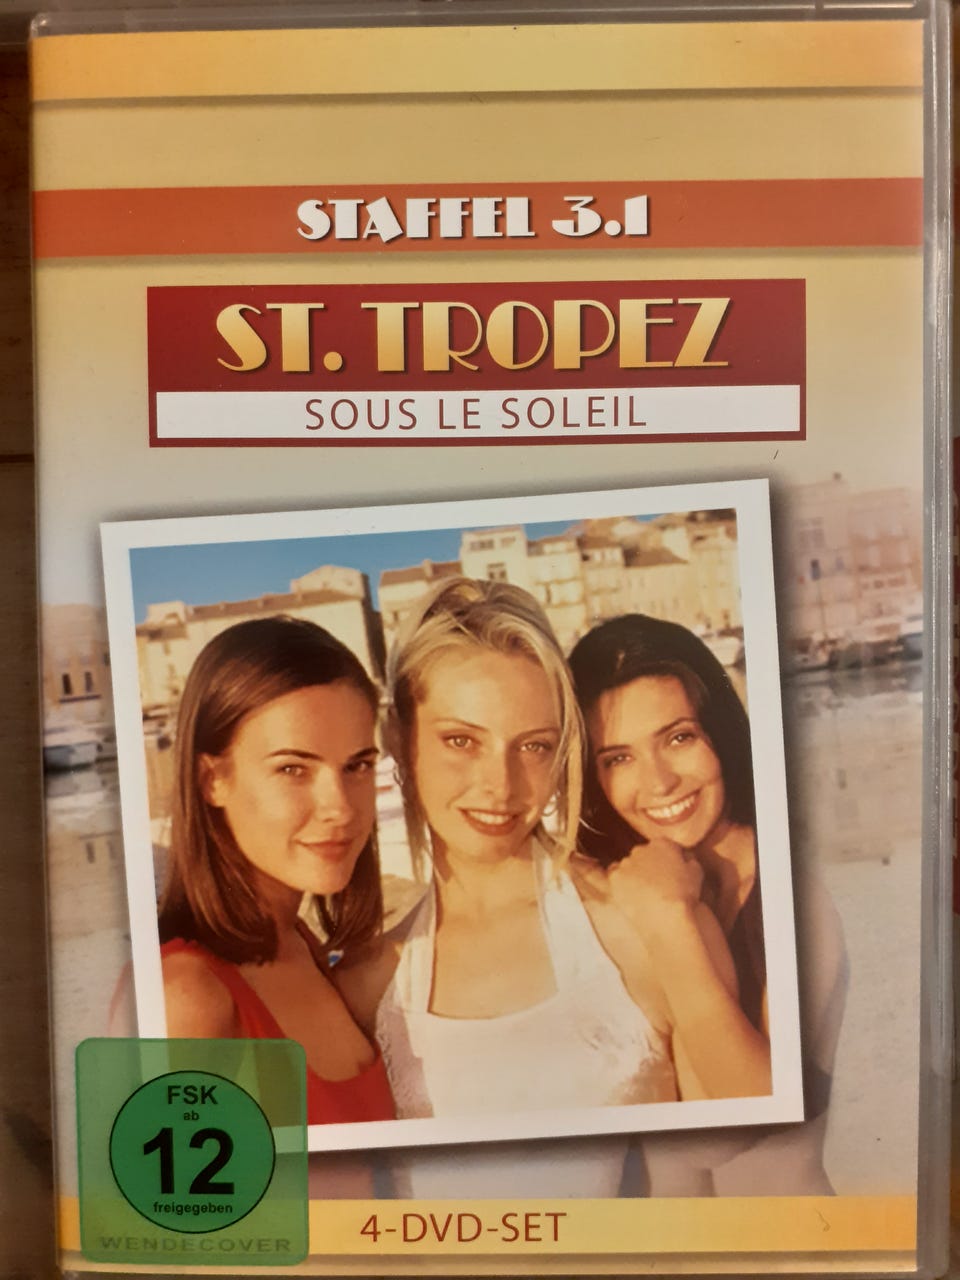 STAFFEL 3.1
ST. TROPEZ
SOUS LE SOLEIL
FSK
ab
12
freigegeben
WENDECOVER
4-DVD-SET